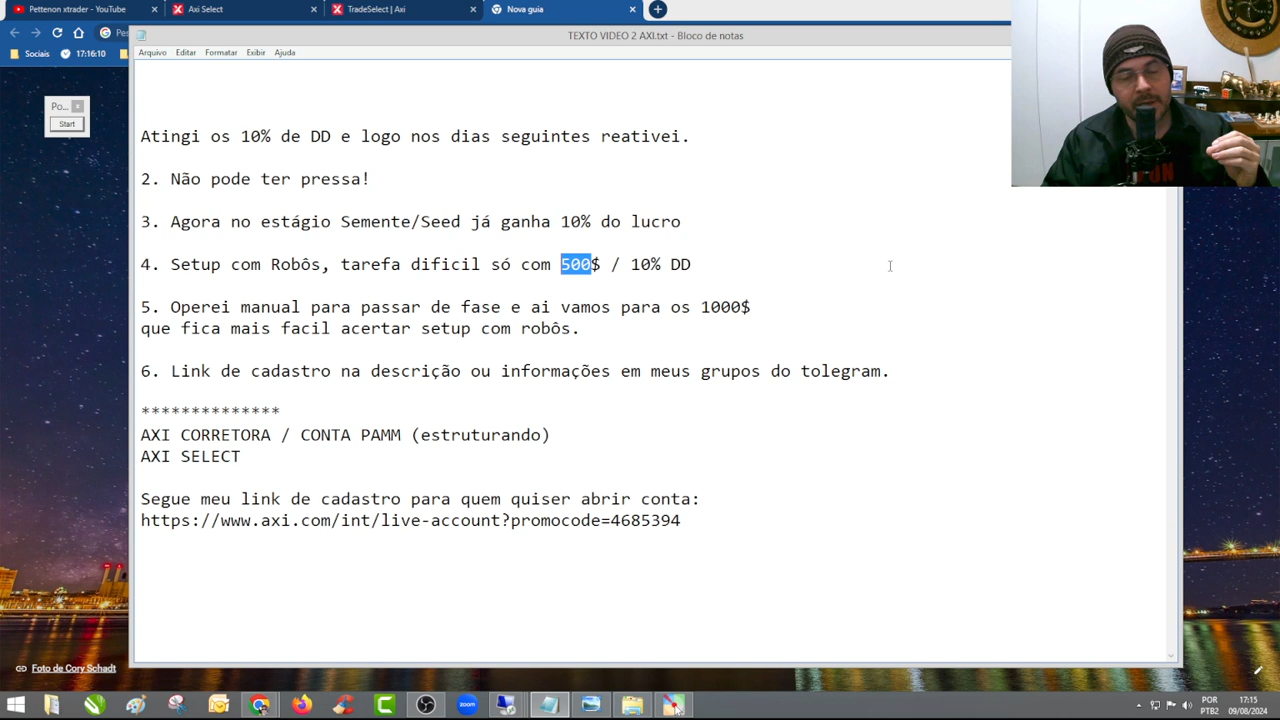 Pettenon xtrader - YouTube
Axi Select
TradeSelect | Axi
Nova guia
Sociais
17:16:10
Pes
TEXTO VIDEO 2 AXI.txt - Bloco de notas
Arquivo Editar Formatar Exibir Ajuda
Po... x
Start
Atingi os 10% de DD e logo nos dias seguintes reativei.
2. Não pode ter pressa!
3. Agora no estágio Semente/Seed já ganha 10% do lucro
4. Setup com Robôs, tarefa dificil só com 500$ / 10% DD
5. Operei manual para passar de fase e ai vamos para os 1000$
que fica mais facil acertar setup com robôs.
6. Link de cadastro na descrição ou informações em meus grupos do tolegram.
**************
AXI CORRETORA / CONTA PAMM (estruturando)
AXI SELECT
Segue meu link de cadastro para quem quiser abrir conta:
https://www.axi.com/int/live-account?promocode=4685394
Foto de Cory Schadt
zoom
POR
PTB2
17:15
09/08/2024